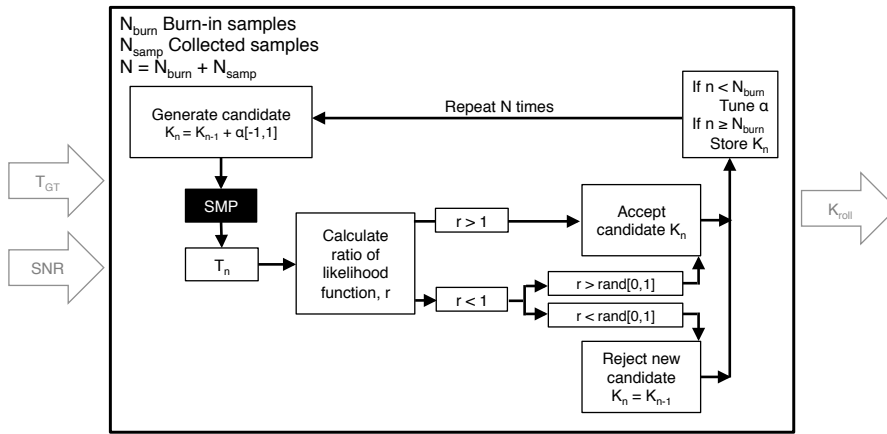 N_burn Burn-in samples
N_samp Collected samples
N = N_burn + N_samp
Generate candidate
K_n = K_n-1 + α[-1,1]
Repeat N times
If n < N_burn
Tune α
If n ≥ N_burn
Store K_n
T_GT
SNR
SMP
T_n
Calculate
ratio of
likelihood
function, r
r > 1
r < 1
Accept
candidate K_n
r > rand[0,1]
r < rand[0,1]
Reject new
candidate
K_n = K_n-1
K_roll